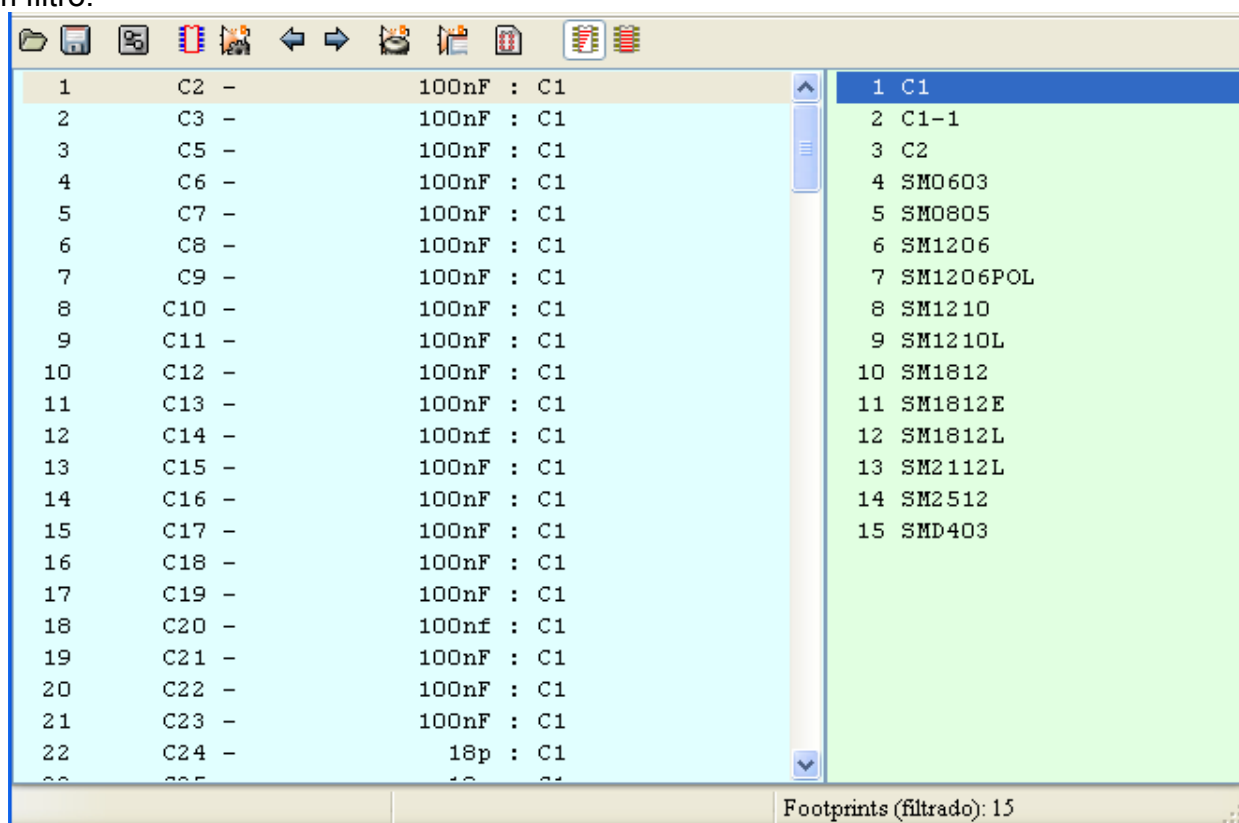 n filtro.
1 C2 - 100nF : C1
2 C3 - 100nF : C1
3 C5 - 100nF : C1
4 C6 - 100nF : C1
5 C7 - 100nF : C1
6 C8 - 100nF : C1
7 C9 - 100nF : C1
8 C10 - 100nF : C1
9 C11 - 100nF : C1
10 C12 - 100nF : C1
11 C13 - 100nF : C1
12 C14 - 100nf : C1
13 C15 - 100nF : C1
14 C16 - 100nF : C1
15 C17 - 100nF : C1
16 C18 - 100nF : C1
17 C19 - 100nF : C1
18 C20 - 100nf : C1
19 C21 - 100nF : C1
20 C22 - 100nF : C1
21 C23 - 100nF : C1
22 C24 - 18p : C1
1 C1
2 C1-1
3 C2
4 SM0603
5 SM0805
6 SM1206
7 SM1206POL
8 SM1210
9 SM1210L
10 SM1812
11 SM1812E
12 SM1812L
13 SM2112L
14 SM2512
15 SMD403
Footprints (filtrado): 15